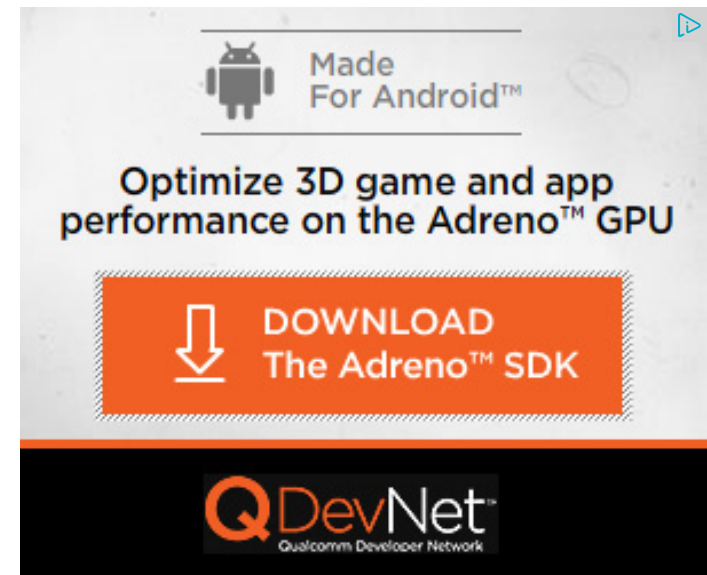 Made
For Android™
Optimize 3D game and app
performance on the Adreno™ GPU
DOWNLOAD
The Adreno™ SDK
QDevNet™
Qualcomm Developer Network